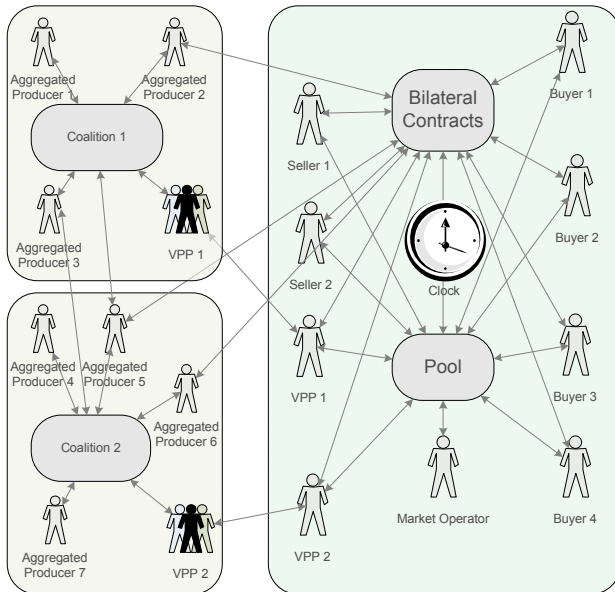 Aggregated
Producer 1
Aggregated
Producer 2
Coalition 1
Aggregated
Producer 3
VPP 1
Aggregated
Producer 4
Aggregated
Producer 5
Aggregated
Producer 6
Coalition 2
Aggregated
Producer 7
VPP 2
Bilateral
Contracts
Buyer 1
Seller 1
Buyer 2
Seller 2
Clock
VPP 1
Pool
Buyer 3
VPP 2
Market Operator
Buyer 4